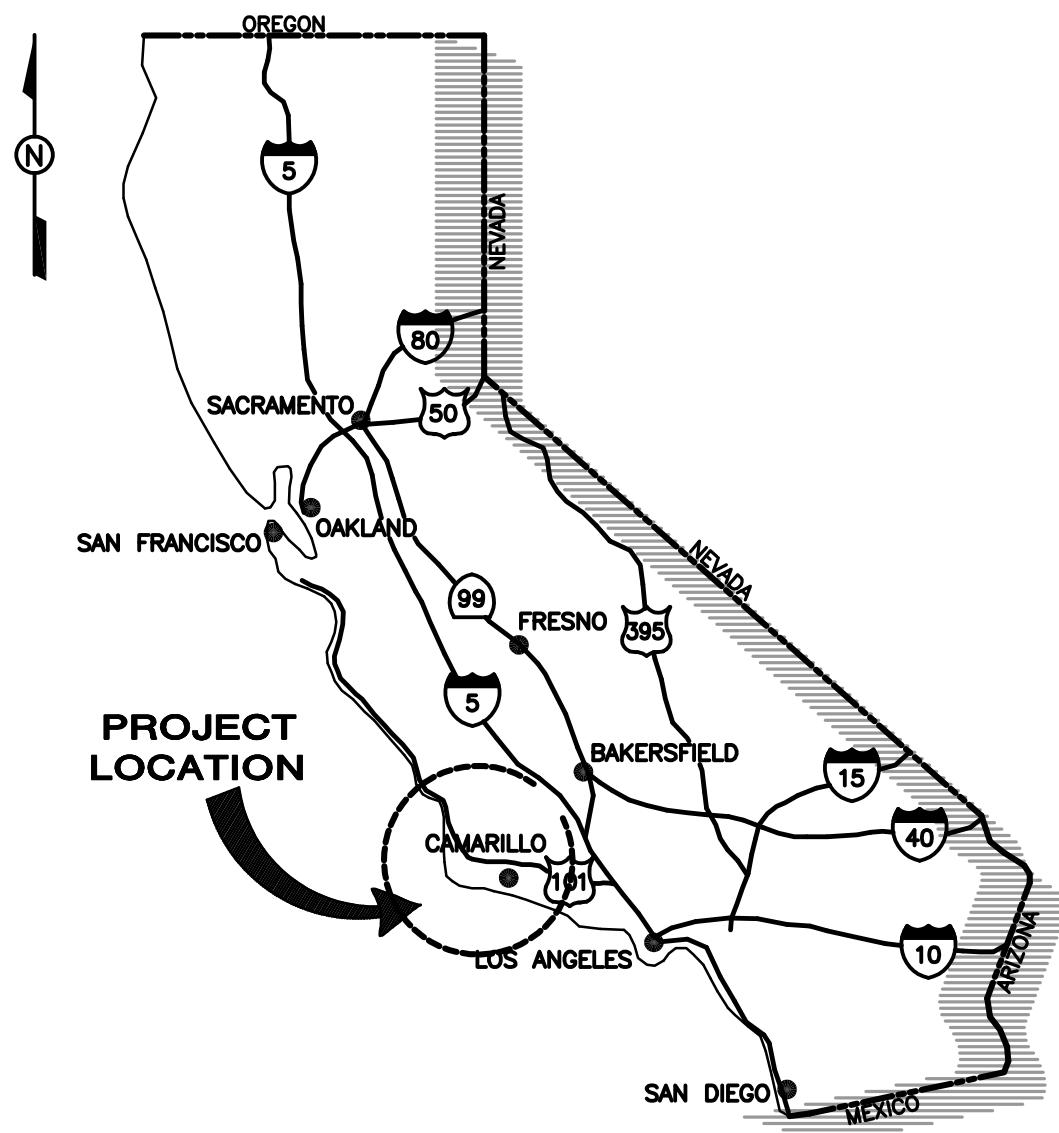 OREGON
N
5
NEVADA
80
SACRAMENTO
50
OAKLAND
SAN FRANCISCO
NEVADA
99
FRESNO
395
5
PROJECT
LOCATION
BAKERSFIELD
15
40
CAMARILLO
101
ARIZONA
10
LOS ANGELES
SAN DIEGO
MEXICO